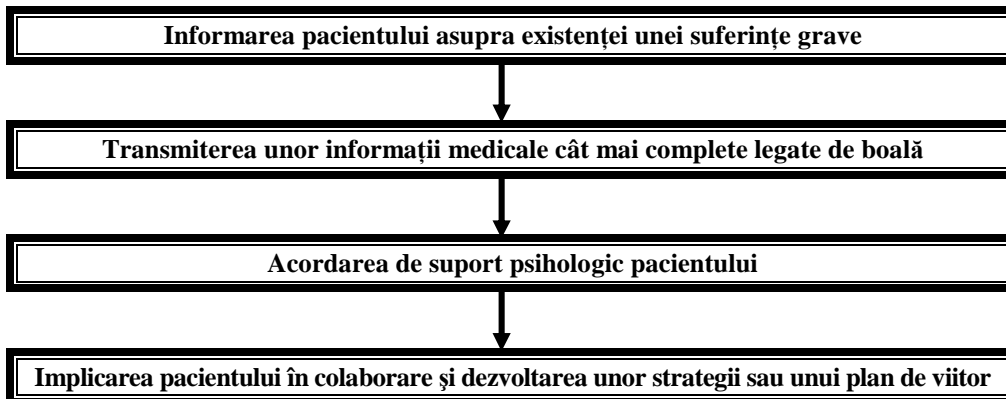 Informarea pacientului asupra existenței unei suferințe grave
Transmiterea unor informații medicale cât mai complete legate de boală
Acordarea de suport psihologic pacientului
Implicarea pacientului în colaborare şi dezvoltarea unor strategii sau unui plan de viitor